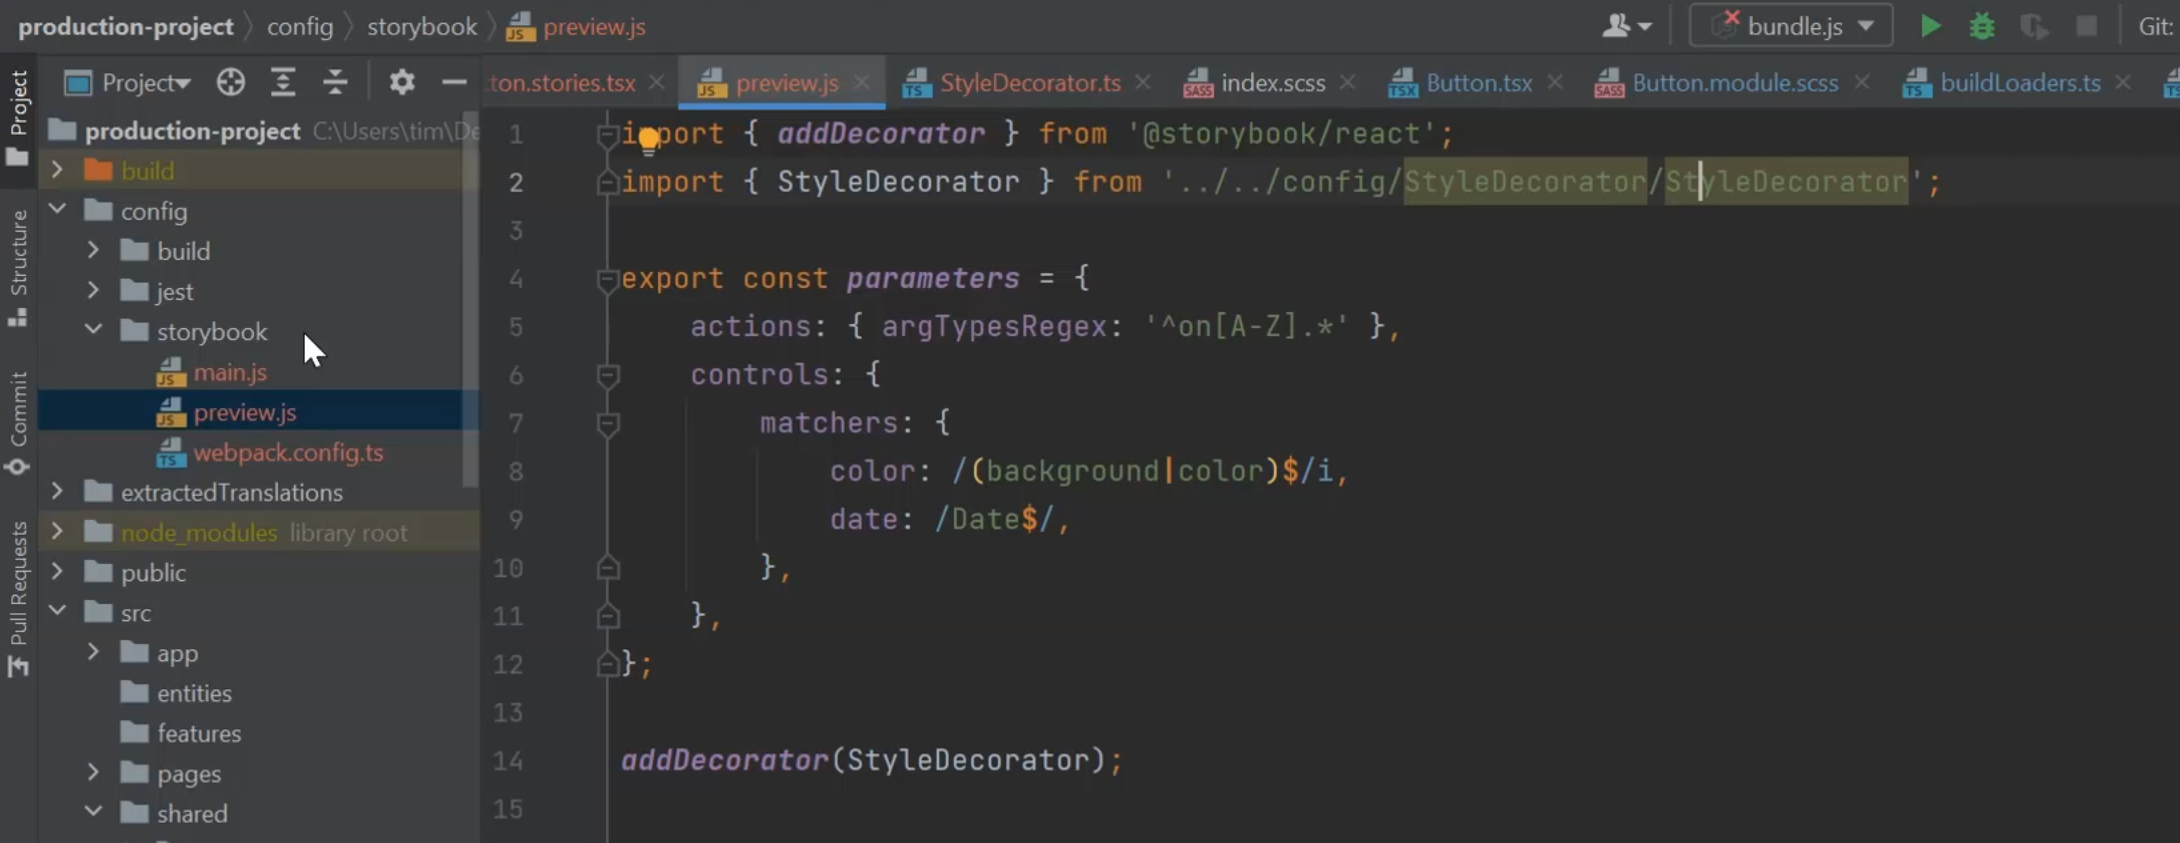 production-project config storybook preview.js
bundle.js Git:
Project
ton.stories.tsx preview.js StyleDecorator.ts index.scss Button.tsx Button.module.scss buildLoaders.ts
Project
Structure
Commit
Pull Requests
production-project C:\Users\tim\De
build
config
build
jest
storybook
main.js
preview.js
webpack.config.ts
extractedTranslations
node_modules library root
public
src
app
entities
features
pages
shared
1 import { addDecorator } from '@storybook/react';
2 import { StyleDecorator } from '../../config/StyleDecorator/StyleDecorator';
3
4 export const parameters = {
5 actions: { argTypesRegex: '^on[A-Z].*' },
6 controls: {
7 matchers: {
8 color: /(background|color)$/i,
9 date: /Date$/,
10 },
11 },
12 };
13
14 addDecorator(StyleDecorator);
15